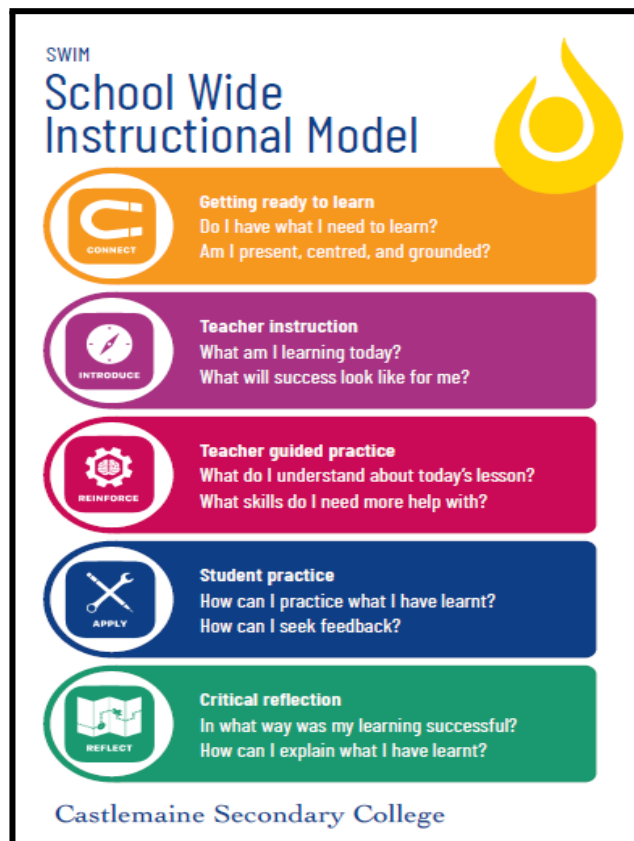 SWIM
School Wide
Instructional Model
CONNECT
Getting ready to learn
Do I have what I need to learn?
Am I present, centred, and grounded?
INTRODUCE
Teacher instruction
What am I learning today?
What will success look like for me?
REINFORCE
Teacher guided practice
What do I understand about today's lesson?
What skills do I need more help with?
APPLY
Student practice
How can I practice what I have learnt?
How can I seek feedback?
REFLECT
Critical reflection
In what way was my learning successful?
How can I explain what I have learnt?
Castlemaine Secondary College